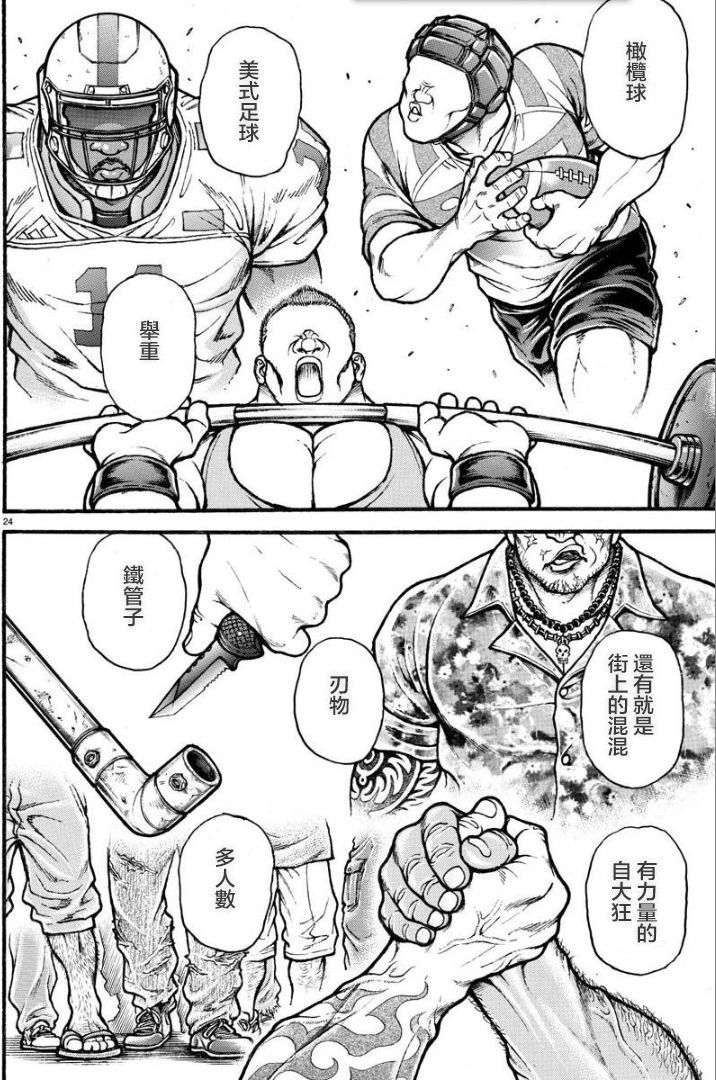 橄欖球
美式足球
舉重
24
還有就是
街上的混混
刃物
鐵管子
有力量的
自大狂
多人數